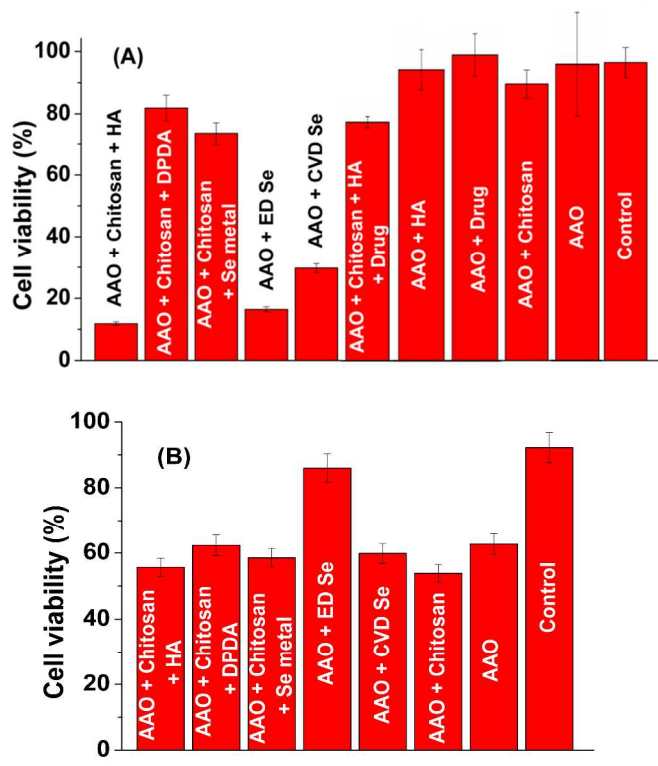 (A)
Cell viability (%)
100
80
60
40
20
0
AAO + Chitosan + HA
AAO + Chitosan + DPDA
AAO + Chitosan
+ Se metal
AAO + ED Se
AAO + CVD Se
AAO + Chitosan + HA
+ Drug
AAO + HA
AAO + Drug
AAO + Chitosan
AAO
Control
(B)
Cell viability (%)
100
80
60
40
20
0
AAO + Chitosan
+ HA
AAO + Chitosan
+ DPDA
AAO + Chitosan
+ Se metal
AAO + ED Se
AAO + CVD Se
AAO + Chitosan
AAO
Control